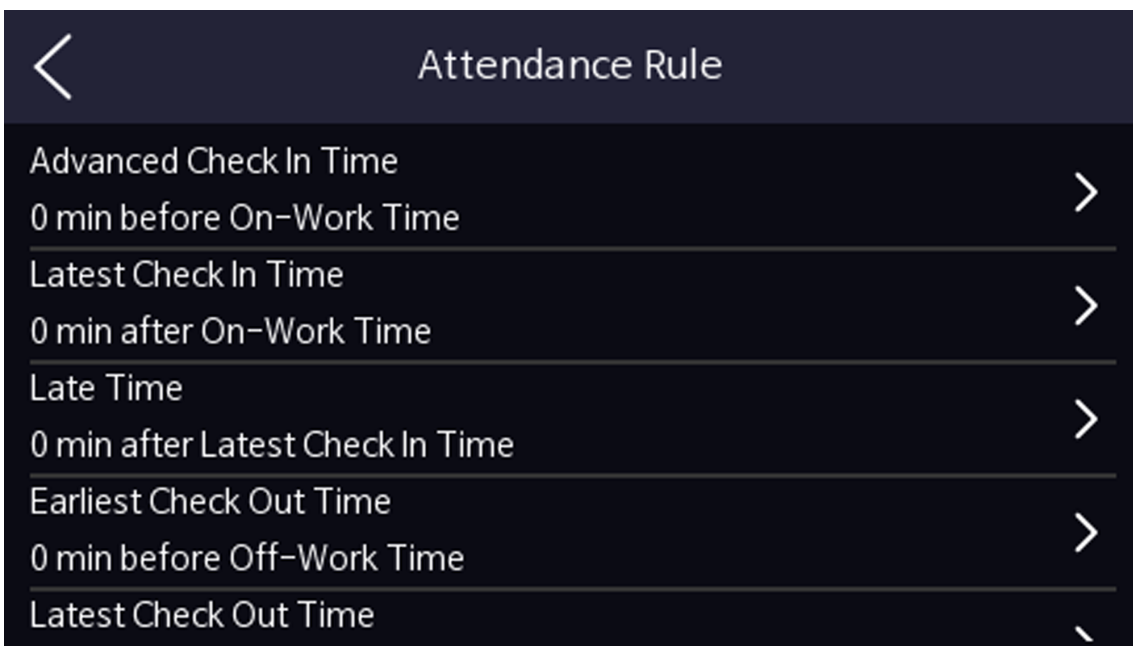 Attendance Rule
Advanced Check In Time
0 min before On-Work Time
Latest Check In Time
0 min after On-Work Time
Late Time
0 min after Latest Check In Time
Earliest Check Out Time
0 min before Off-Work Time
Latest Check Out Time